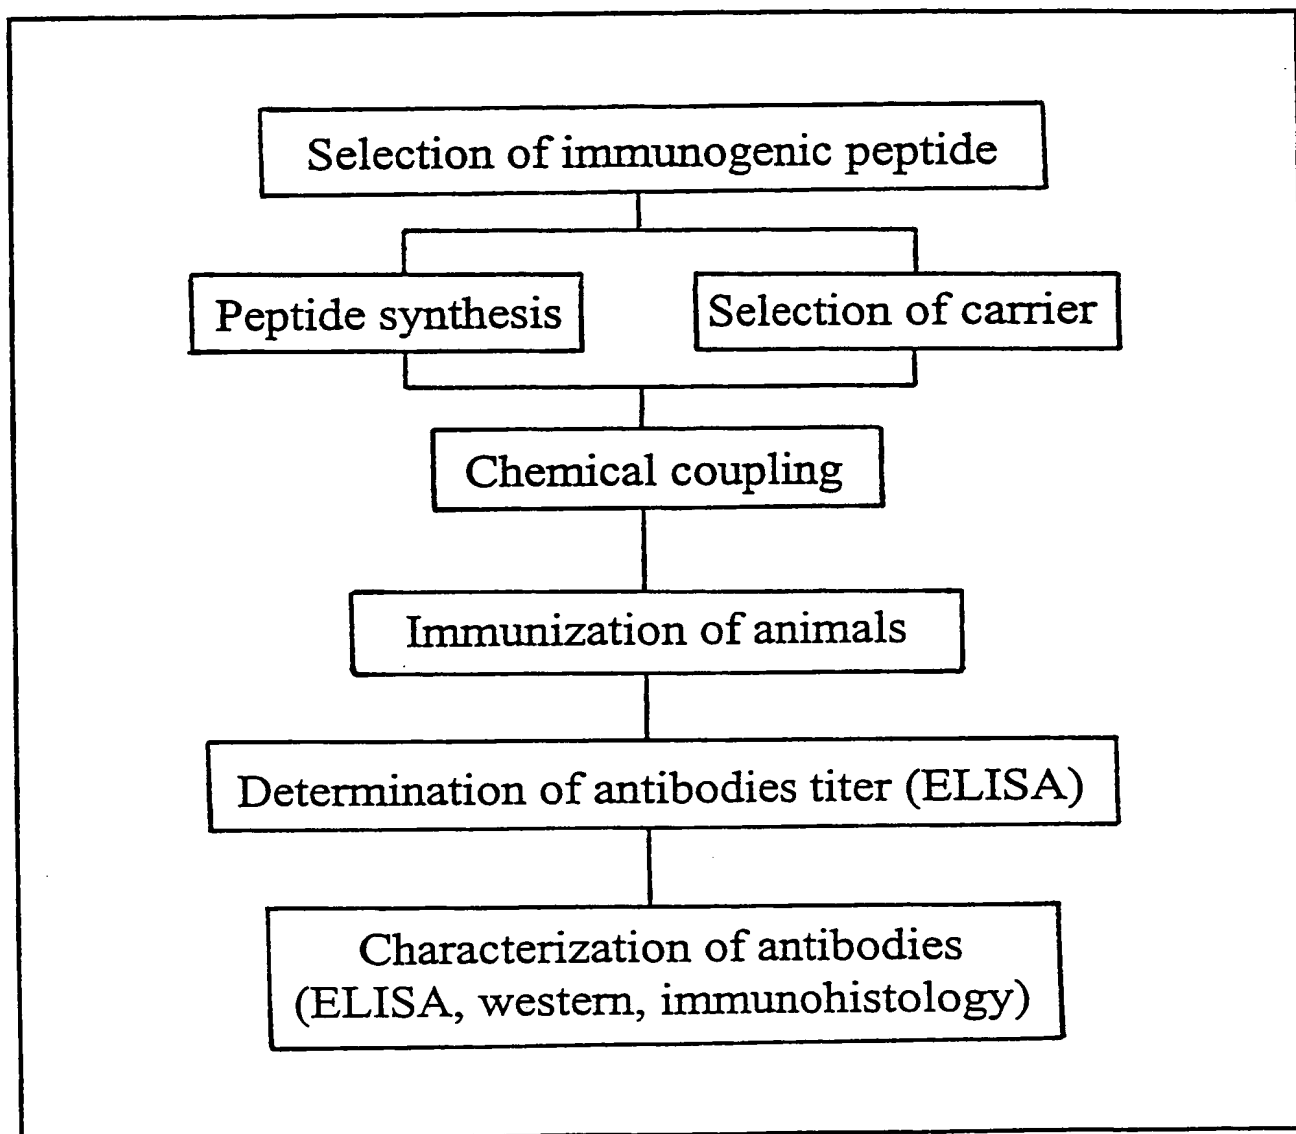 Selection of immunogenic peptide
Peptide synthesis
Selection of carrier
Chemical coupling
Immunization of animals
Determination of antibodies titer (ELISA)
Characterization of antibodies
(ELISA, western, immunohistology)